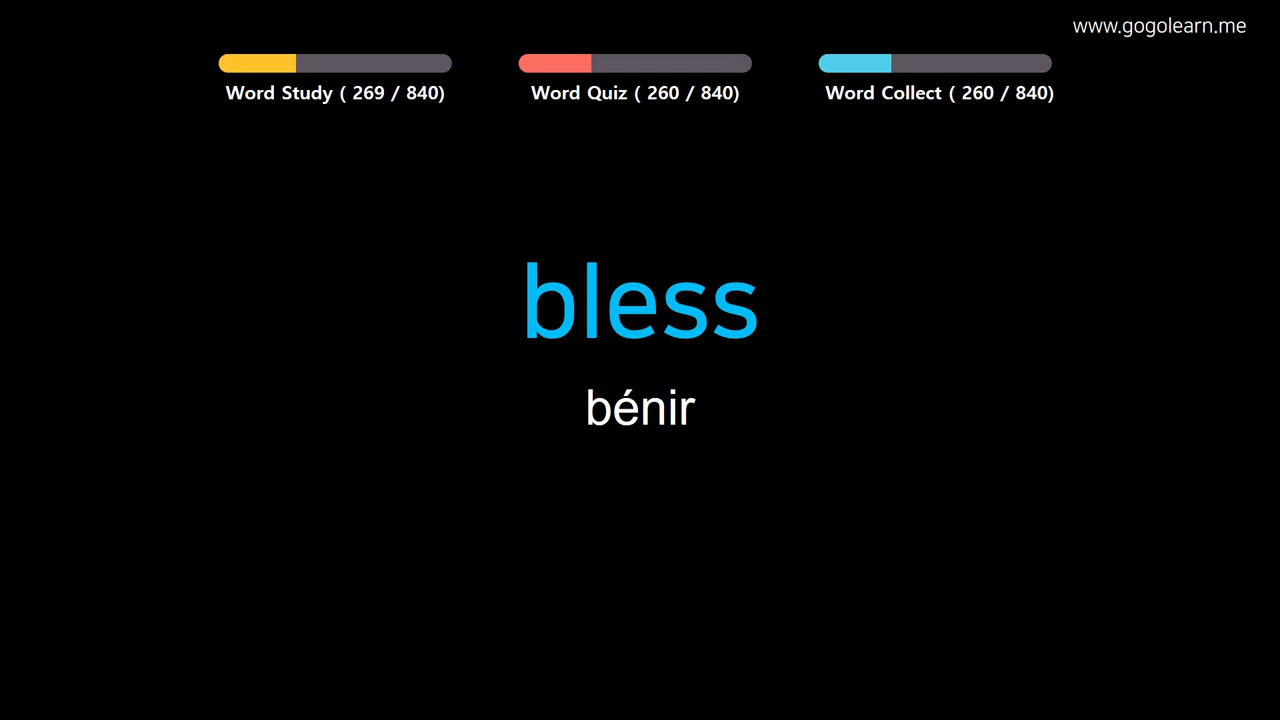 www.gogolearn.me
Word Study ( 269 / 840)
Word Quiz ( 260 / 840)
Word Collect ( 260 / 840)
bless
bénir